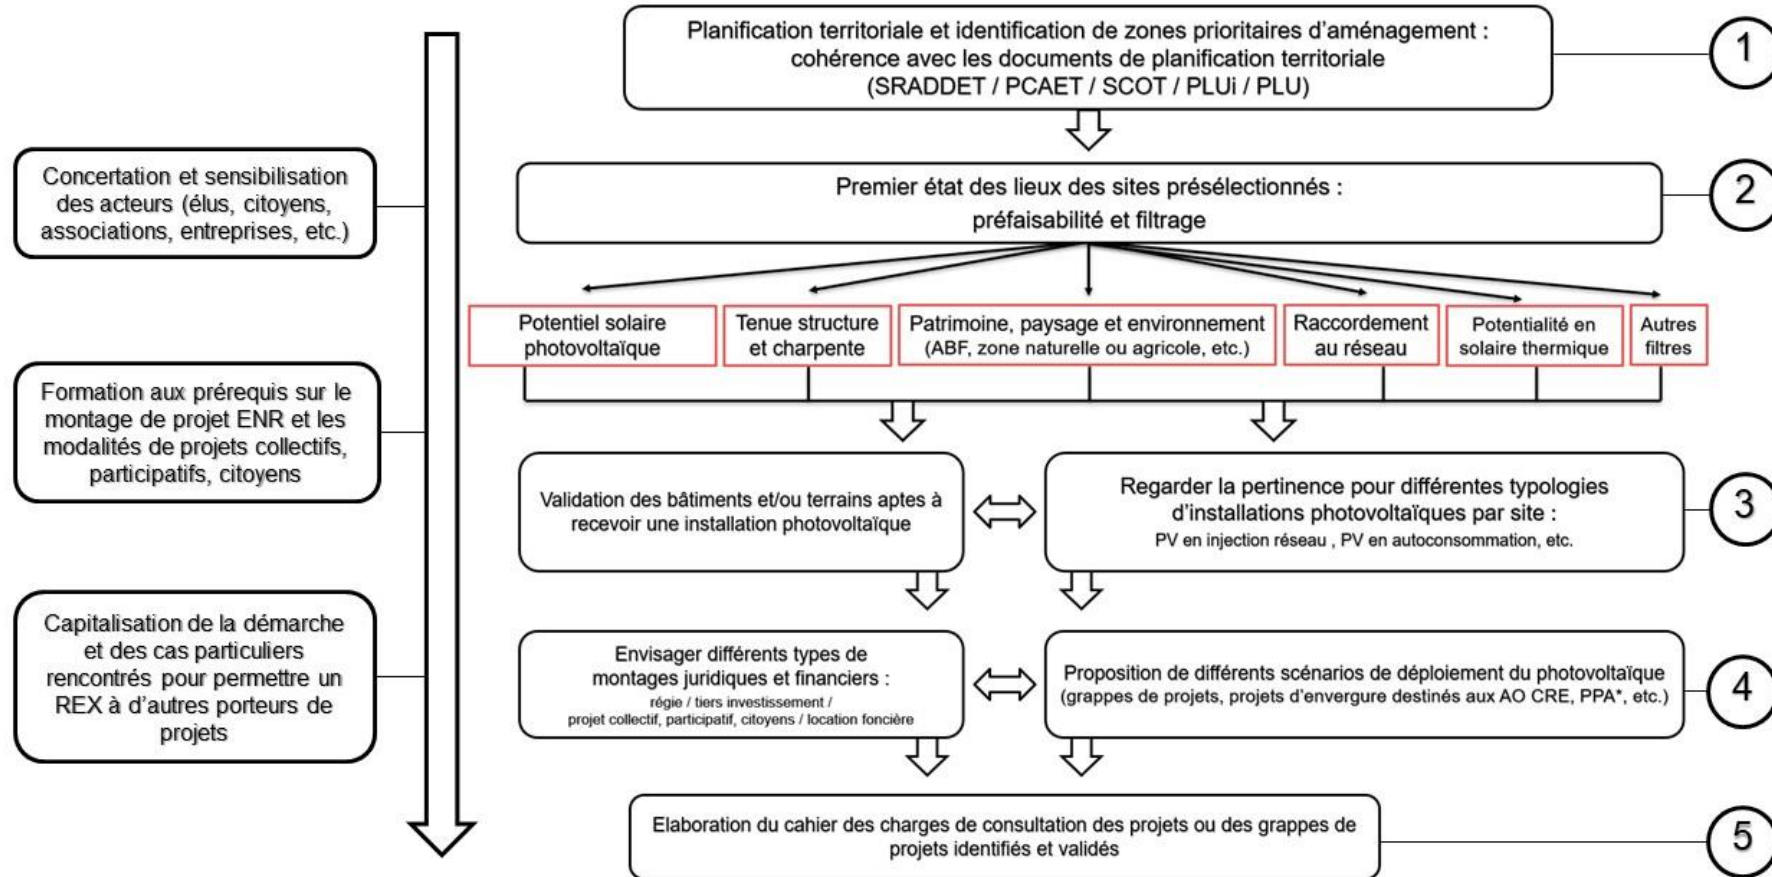 Planification territoriale et identification de zones prioritaires d'aménagement :
cohérence avec les documents de planification territoriale
(SRADDET / PCAET / SCOT / PLUi / PLU)
1
Concertation et sensibilisation
des acteurs (élus, citoyens,
associations, entreprises, etc.)
Premier état des lieux des sites présélectionnés :
préfaisabilité et filtrage
2
Potentiel solaire
photovoltaïque
Tenue structure
et charpente
Patrimoine, paysage et environnement
(ABF, zone naturelle ou agricole, etc.)
Raccordement
au réseau
Potentialité en
solaire thermique
Autres
filtres
Formation aux prérequis sur le
montage de projet ENR et les
modalités de projets collectifs,
participatifs, citoyens
Validation des bâtiments et/ou terrains aptes à
recevoir une installation photovoltaïque
Regarder la pertinence pour différentes typologies
d'installations photovoltaïques par site :
PV en injection réseau , PV en autoconsommation, etc.
3
Capitalisation de la démarche
et des cas particuliers
rencontrés pour permettre un
REX à d'autres porteurs de
projets
Envisager différents types de
montages juridiques et financiers :
régie / tiers investissement /
projet collectif, participatif, citoyens / location foncière
Proposition de différents scénarios de déploiement du photovoltaïque
(grappes de projets, projets d'envergure destinés aux AO CRE, PPA*, etc.)
4
Elaboration du cahier des charges de consultation des projets ou des grappes de
projets identifiés et validés
5